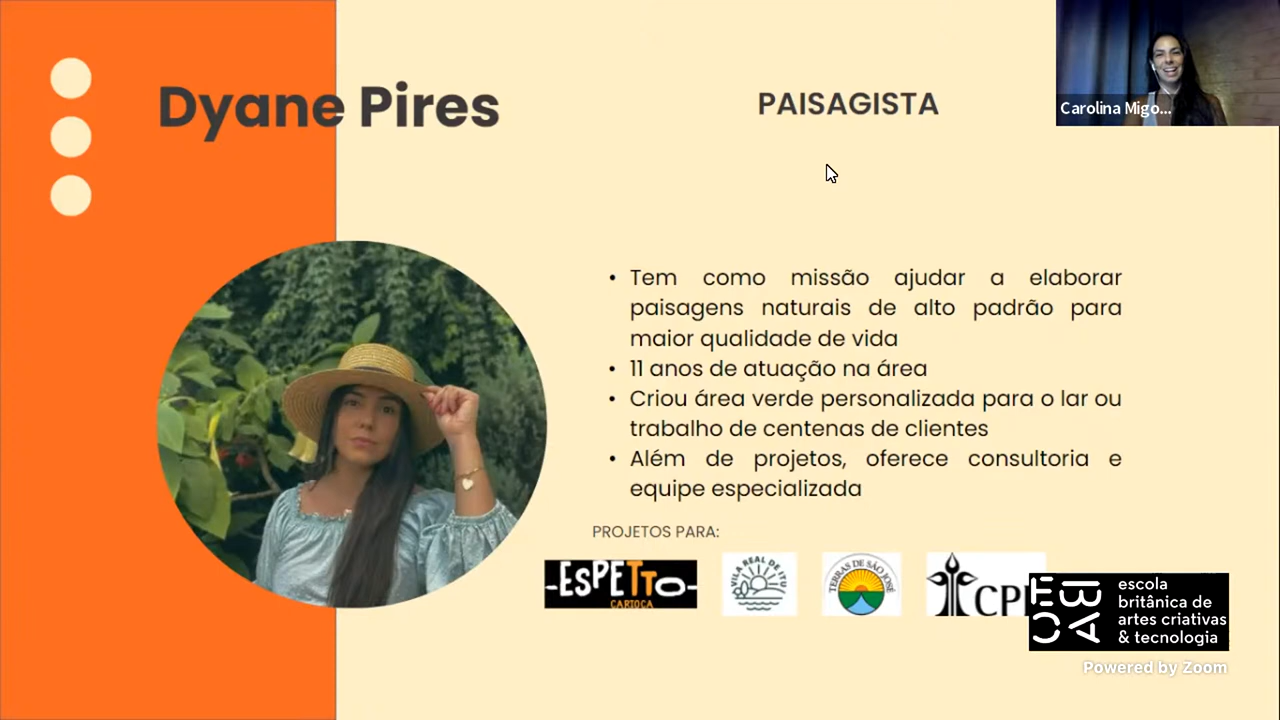 Dyane Pires
PAISAGISTA
Carolina Migo...
• Tem como missão ajudar a elaborar
paisagens naturais de alto padrão para
maior qualidade de vida
• 11 anos de atuação na área
• Criou área verde personalizada para o lar ou
trabalho de centenas de clientes
• Além de projetos, oferece consultoria e
equipe especializada
PROJETOS PARA:
-ESPETTO-
CARIOCA
VILA REAL DE ITU
TERRAS DE SÃO JOSÉ
EBAC
escola
britânica de
artes criativas
& tecnologia
Powered by Zoom